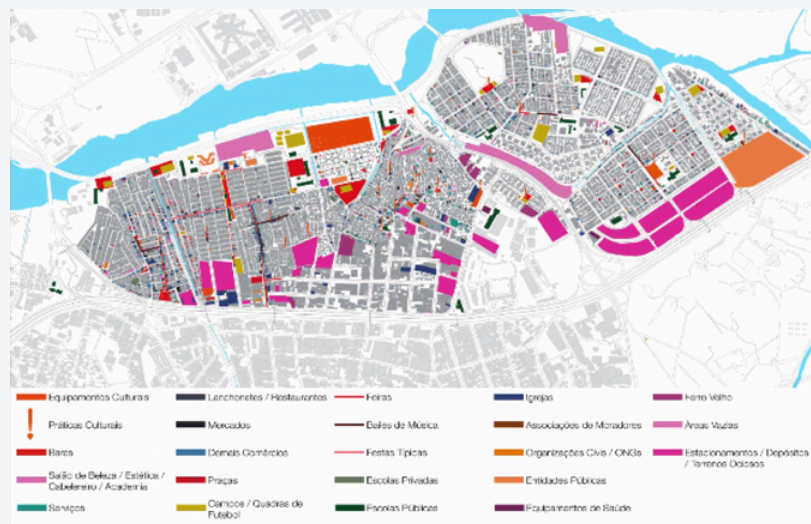 Equipamentos Culturais
Práticas Culturais
Bares
Salão de Beleza / Estética /
Cabeleireiro / Academia
Serviços
Lanchonetes / Restaurantes
Mercados
Demais Comércios
Praças
Campos / Quadras de
Futebol
Feiras
Bailes de Música
Festas Típicas
Escolas Privadas
Escolas Públicas
Igrejas
Associações de Moradores
Organizações Civis / ONGs
Entidades Públicas
Equipamentos de Saúde
Ferro Velho
Áreas Vazias
Estacionamentos / Depósitos
/ Terrenos Ociosos